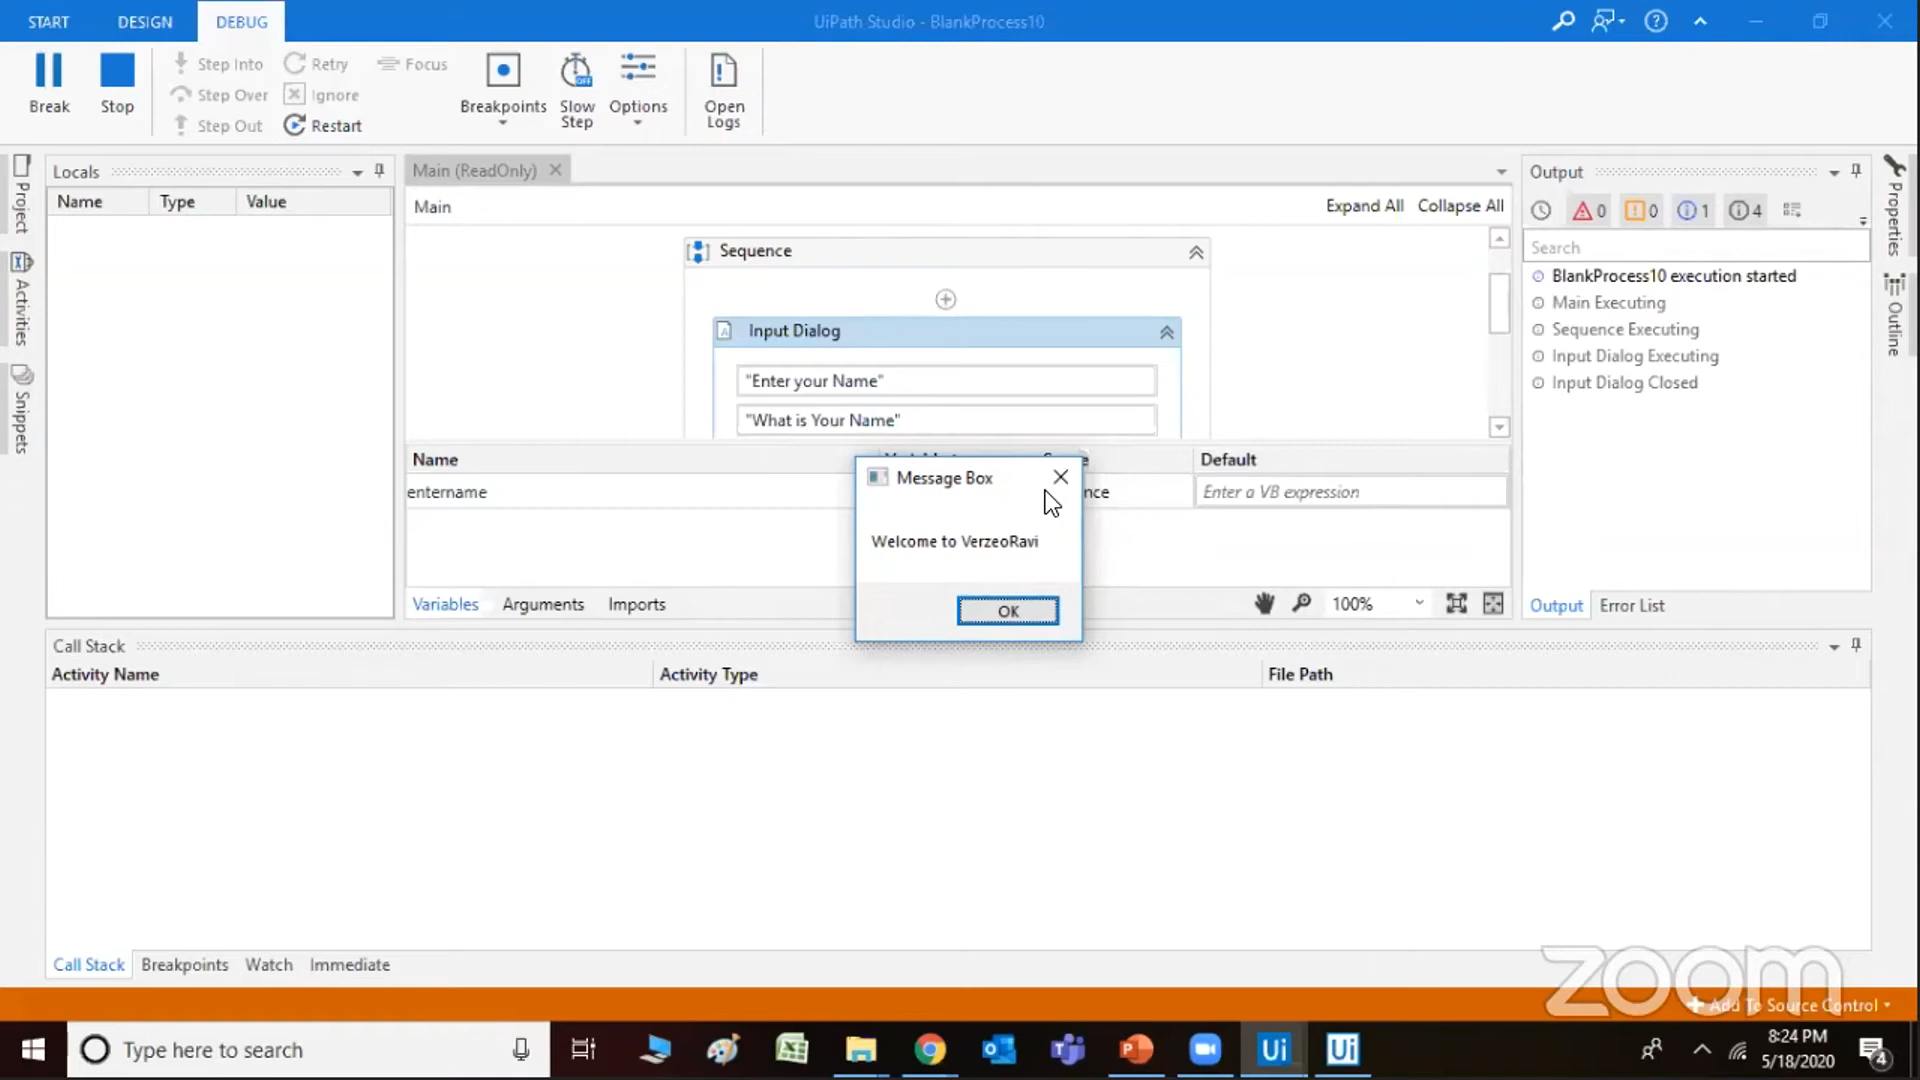 START DESIGN DEBUG UiPath Studio - BlankProcess10
Break Stop Step Into Step Over Step Out Retry Ignore Restart Focus Breakpoints Slow Step Options Open Logs
OFF
Project
Activities
Snippets
Locals
Name Type Value
Main (ReadOnly)
Main Expand All Collapse All
Sequence
Input Dialog
"Enter your Name"
"What is Your Name"
Name Default
entername nce Enter a VB expression
Message Box
Welcome to VerzeoRavi
OK
Variables Arguments Imports 100%
Output
0 0 1 4
Search
BlankProcess10 execution started
Main Executing
Sequence Executing
Input Dialog Executing
Input Dialog Closed
Output Error List
Properties
Outline
Call Stack
Activity Name Activity Type File Path
Call Stack Breakpoints Watch Immediate
zoom
Add To Source Control
Type here to search
Ui Ui
8:24 PM
5/18/2020
4